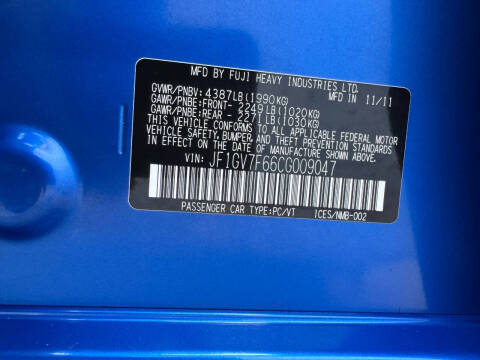 MFD BY FUJI HEAVY INDUSTRIES LTD.
GVWR/PNBV: 4387LB(1990KG) MFD IN 11/11
GAWR/PNBE:FRONT- 2249LB(1020KG)
GAWR/PNBE:REAR - 2271LB(1030KG)
THIS VEHICLE CONFORMS TO ALL APPLICABLE FEDERAL MOTOR
VEHICLE SAFETY, BUMPER, AND THEFT PREVENTION STANDARDS
IN EFFECT ON THE DATE OF MANUFACTURE SHOWN ABOVE.
VIN: JF1GV7F66CG009047
PASSENGER CAR TYPE:PC/VT ICES/NMB-002